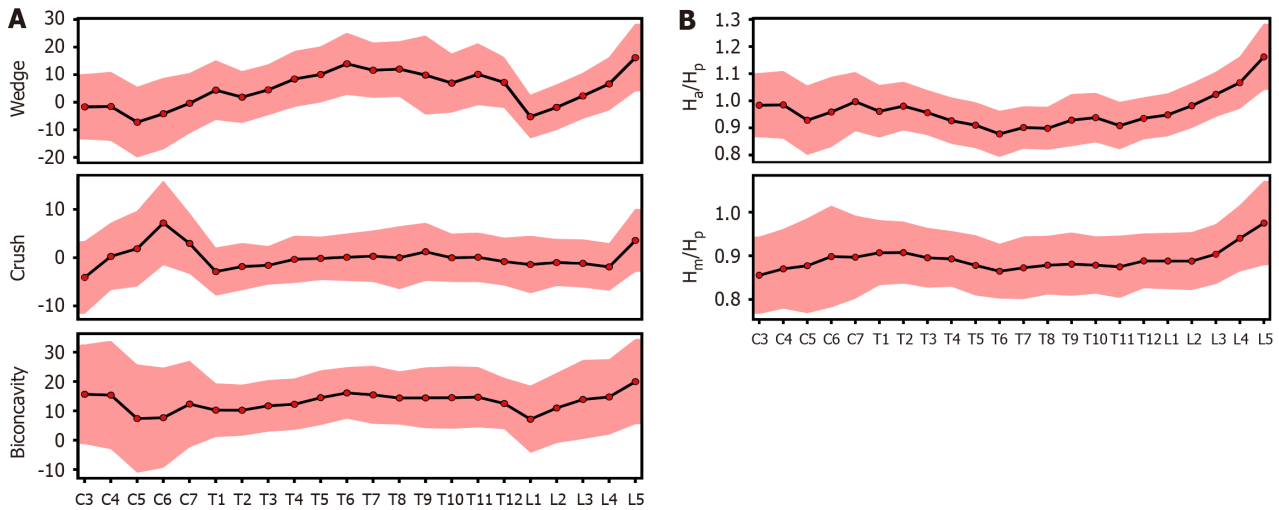 A
Wedge
30
20
10
0
-10
-20
Crush
10
0
-10
Biconcavity
30
20
10
0
-10
C3 C4 C5 C6 C7 T1 T2 T3 T4 T5 T6 T7 T8 T9 T10 T11 T12 L1 L2 L3 L4 L5
B
Ha/Hp
1.3
1.2
1.1
1.0
0.9
0.8
Hm/Hp
1.0
0.9
0.8
C3 C4 C5 C6 C7 T1 T2 T3 T4 T5 T6 T7 T8 T9 T10 T11 T12 L1 L2 L3 L4 L5